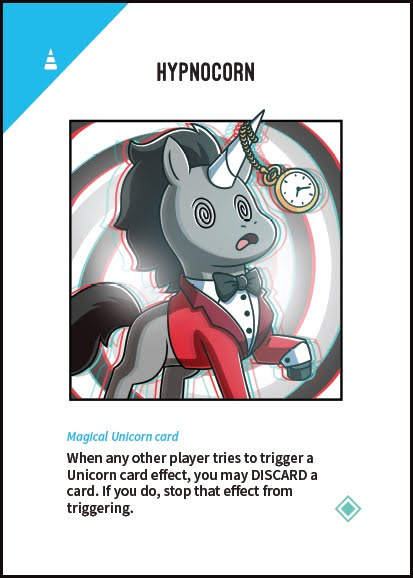 HYPNOCORN
Magical Unicorn card
When any other player tries to trigger a
Unicorn card effect, you may DISCARD a
card. If you do, stop that effect from
triggering.